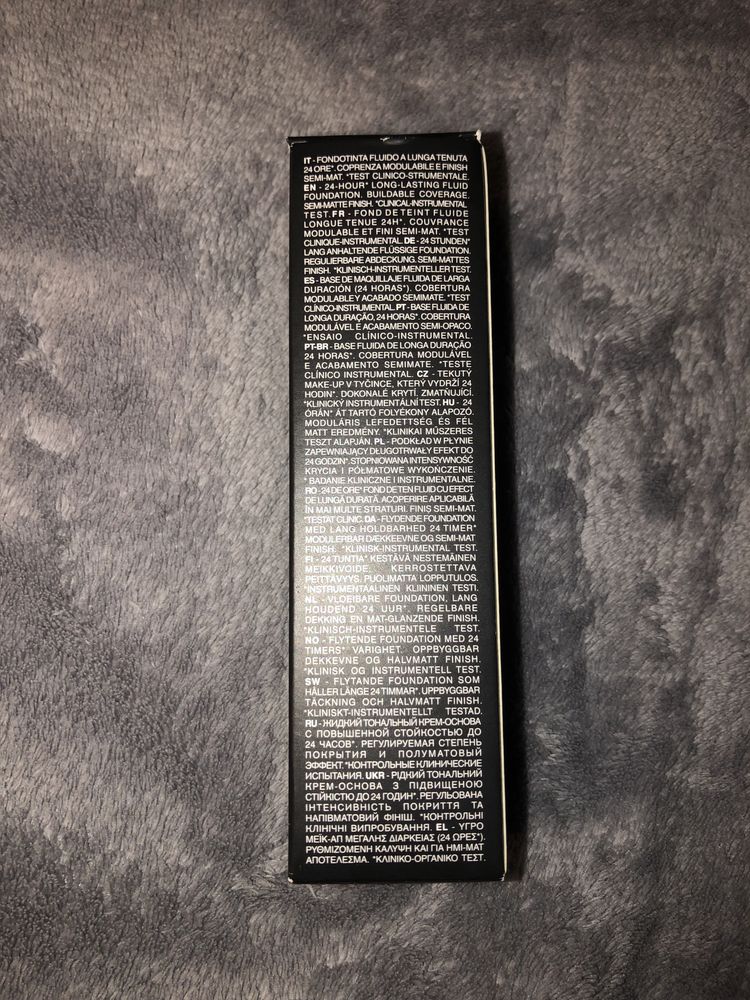 IT - FONDOTINTA FLUIDO A LUNGA TENUTA
24 ORE*. COPRENZA MODULABILE E FINISH
SEMI-MAT. *TEST CLINICO-STRUMENTALE.
EN - 24-HOUR* LONG-LASTING FLUID
FOUNDATION. BUILDABLE COVERAGE.
SEMI-MATTE FINISH. *CLINICAL-INSTRUMENTAL
TEST. FR - FOND DE TEINT FLUIDE
LONGUE TENUE 24H*. COUVRANCE
MODULABLE ET FINI SEMI-MAT. *TEST
CLINIQUE-INSTRUMENTAL. DE - 24 STUNDEN*
LANG ANHALTENDE FLÜSSIGE FOUNDATION.
REGULIERBARE ABDECKUNG. SEMI-MATTES
FINISH. *KLINISCH-INSTRUMENTELLER TEST.
ES - BASE DE MAQUILLAJE FLUIDA DE LARGA
DURACIÓN (24 HORAS*). COBERTURA
MODULABLE Y ACABADO SEMIMATE. *TEST
CLÍNICO-INSTRUMENTAL. PT - BASE FLUIDA DE
LONGA DURAÇÃO, 24 HORAS*. COBERTURA
MODULÁVEL E ACABAMENTO SEMI-OPACO.
*ENSAIO CLÍNICO-INSTRUMENTAL.
PT-BR - BASE FLUIDA DE LONGA DURAÇÃO
24 HORAS*. COBERTURA MODULÁVEL
E ACABAMENTO SEMIMATE. *TESTE
CLÍNICO INSTRUMENTAL. CZ - TEKUTÝ
MAKE-UP V TYČINCE, KTERÝ VYDRŽÍ 24
HODIN*. DOKONALÉ KRYTÍ. ZMATŇUJÍCÍ.
*KLINICKÝ INSTRUMENTÁLNÍ TEST. HU - 24
ÓRÁN* ÁT TARTÓ FOLYÉKONY ALAPOZÓ.
MODULÁRIS LEFEDETTSÉG ÉS FÉL
MATT EREDMÉNY. *KLINIKAI MŰSZERES
TESZT ALAPJÁN. PL - PODKŁAD W PŁYNIE
ZAPEWNIAJĄCY DŁUGOTRWAŁY EFEKT DO
24 GODZIN*. STOPNIOWANA INTENSYWNOŚĆ
KRYCIA I PÓŁMATOWE WYKOŃCZENIE.
* BADANIE KLINICZNE I INSTRUMENTALNE.
RO - 24 DE ORE* FOND DE TEN FLUID CU EFECT
DE LUNGA DURATĂ. ACOPERIRE APLICABILĂ
ÎN MAI MULTE STRATURI. FINIȘ SEMI-MAT.
*TESTAT CLINIC. DA - FLYDENDE FOUNDATION
MED LANG HOLDBARHED 24 TIMER*
MODULERBAR DÆKKEEVNE OG SEMI-MAT
FINISH. *KLINISK-INSTRUMENTAL TEST.
FI - 24 TUNTIA* KESTÄVÄ NESTEMÄINEN
MEIKKIVOIDE. KERROSTETTAVA
PEITTÄVYYS. PUOLIMATTA LOPPUTULOS.
*INSTRUMENTAALINEN KLIININEN TESTI.
NL - VLOEIBARE FOUNDATION. LANG
HOUDEND 24 UUR*. REGELBARE
DEKKING EN MAT-GLANZENDE FINISH.
*KLINISCH-INSTRUMENTELE TEST.
NO - FLYTENDE FOUNDATION MED 24
TIMERS* VARIGHET. OPPBYGGBAR
DEKKEVNE OG HALVMATT FINISH.
*KLINISK OG INSTRUMENTELL TEST.
SW - FLYTANDE FOUNDATION SOM
HÅLLER LÄNGE 24 TIMMAR*. UPPBYGGBAR
TÄCKNING OCH HALVMATT FINISH.
*KLINISKT-INSTRUMENTELLT TESTAD.
RU - ЖИДКИЙ ТОНАЛЬНЫЙ КРЕМ-ОСНОВА
С ПОВЫШЕННОЙ СТОЙКОСТЬЮ ДО
24 ЧАСОВ*. РЕГУЛИРУЕМАЯ СТЕПЕНЬ
ПОКРЫТИЯ И ПОЛУМАТОВЫЙ
ЭФФЕКТ. *КОНТРОЛЬНЫЕ КЛИНИЧЕСКИЕ
ИСПЫТАНИЯ. UKR - РІДКИЙ ТОНАЛЬНИЙ
КРЕМ-ОСНОВА З ПІДВИЩЕНОЮ
СТІЙКІСТЮ ДО 24 ГОДИН*. РЕГУЛЬОВАНА
ІНТЕНСИВНІСТЬ ПОКРИТТЯ ТА
НАПІВМАТОВИЙ ФІНІШ. *КОНТРОЛЬНІ
КЛІНІЧНІ ВИПРОБУВАННЯ. EL - ΥΓΡΟ
ΜΕΪΚ-ΑΠ ΜΕΓΑΛΗΣ ΔΙΑΡΚΕΙΑΣ (24 ΩΡΕΣ*).
ΡΥΘΜΙΖΟΜΕΝΗ ΚΑΛΥΨΗ ΚΑΙ ΓΙΑ ΗΜΙ-ΜΑΤ
ΑΠΟΤΕΛΕΣΜΑ. *ΚΛΙΝΙΚΟ-ΟΡΓΑΝΙΚΟ ΤΕΣΤ.